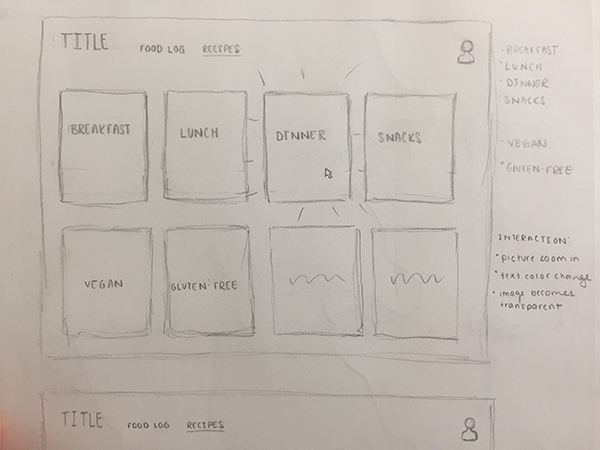 TITLE FOOD LOG RECIPES
BREAKFAST LUNCH DINNER SNACKS
VEGAN GLUTEN-FREE
• BREAKFAST
• LUNCH
• DINNER
• SNACKS
• VEGAN
• GLUTEN-FREE
INTERACTION:
• picture zoom in
• text color change
• image becomes
transparent
TITLE FOOD LOG RECIPES